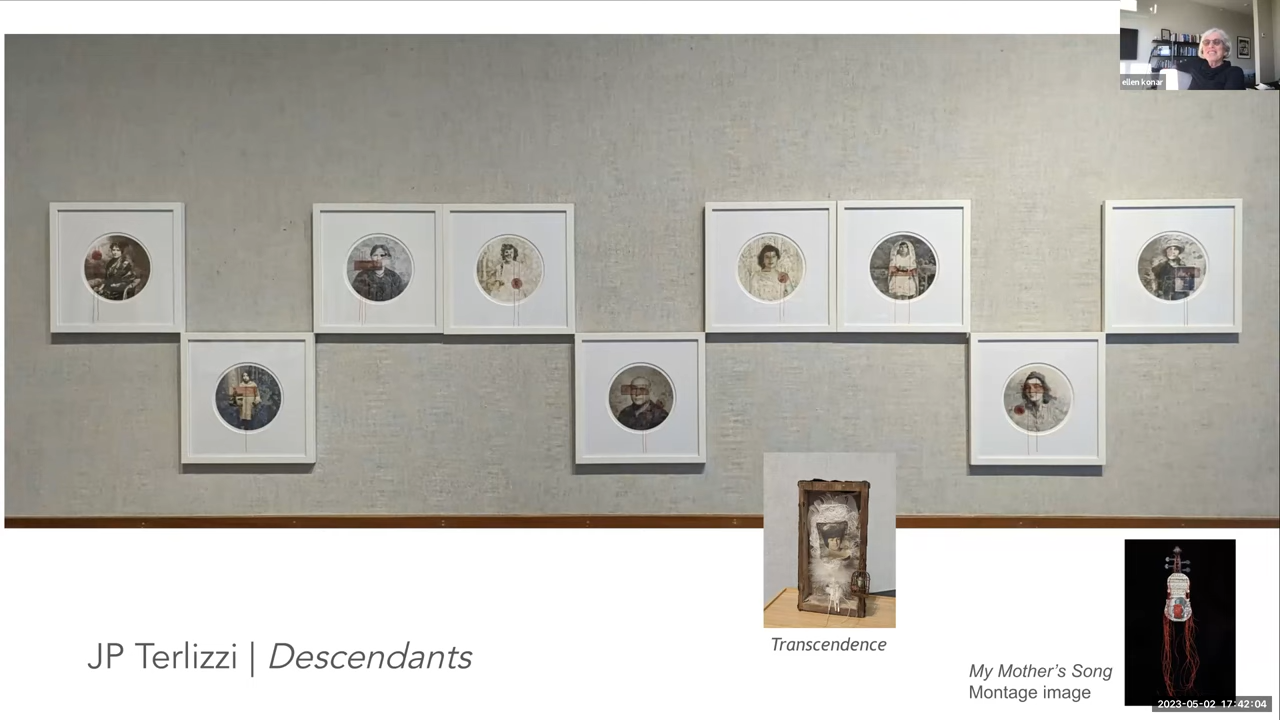 ellen konar
Transcendence
JP Terlizzi | Descendants
My Mother's Song
Montage image
2023-05-02 17:42:04